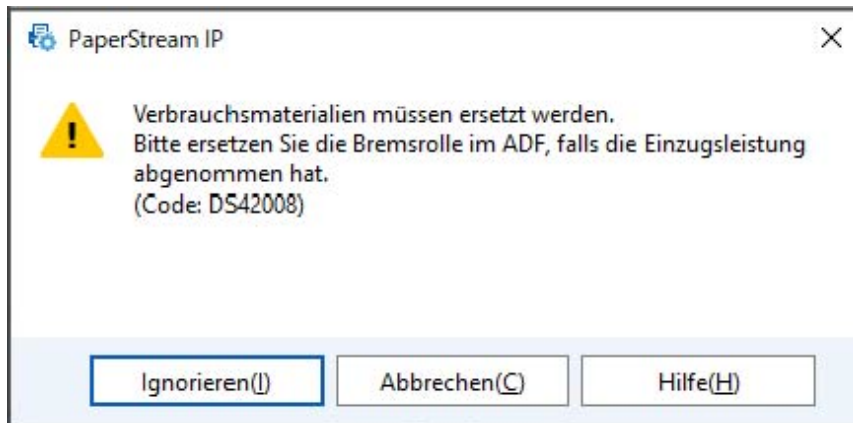 PaperStream IP
Verbrauchsmaterialien müssen ersetzt werden.
Bitte ersetzen Sie die Bremsrolle im ADF, falls die Einzugsleistung
abgenommen hat.
(Code: DS42008)
Ignorieren(I) Abbrechen(C) Hilfe(H)